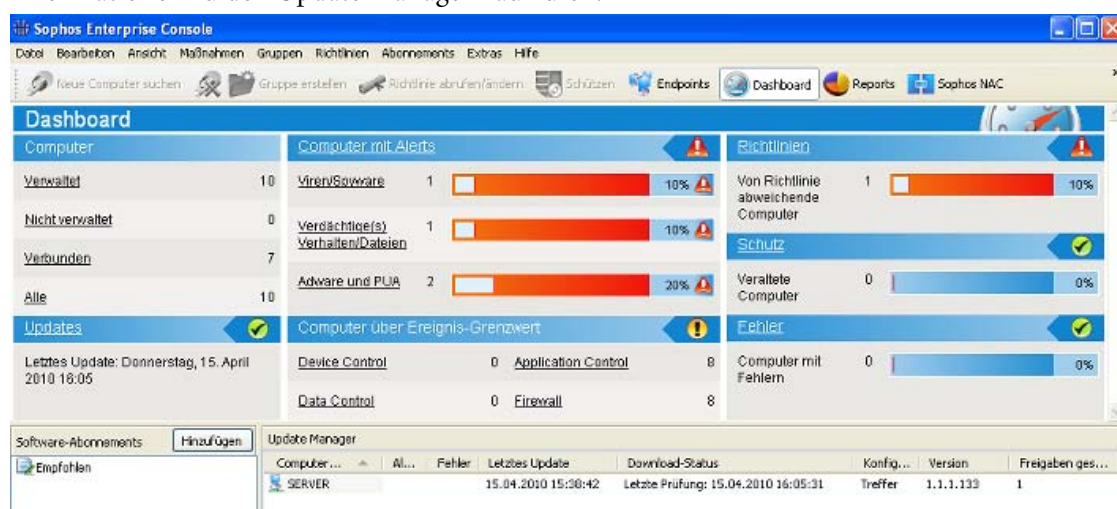 Sophos Enterprise Console
Datei Bearbeiten Ansicht Maßnahmen Gruppen Richtlinien Abonnements Extras Hilfe
Neue Computer suchen Gruppe erstellen Richtlinie abrufen/ändern Schützen Endpoints Dashboard Reports Sophos NAC
Dashboard
Computer
Verwaltet 10
Nicht verwaltet 0
Verbunden 7
Alle 10
Updates
Letztes Update: Donnerstag, 15. April
2010 16:05
Computer mit Alerts
Viren/Spyware 1 10%
Verdächtige(s)
Verhalten/Dateien 1 10%
Adware und PUA 2 20%
Computer über Ereignis-Grenzwert
Device Control 0 Application Control 8
Data Control 0 Firewall 8
Richtlinien
Von Richtlinie 1 10%
abweichende
Computer
Schutz
Veraltete 0 0%
Computer
Fehler
Computer mit 0 0%
Fehlern
Software-Abonnements Hinzufügen
Empfohlen
Update Manager
Computer... Al... Fehler Letztes Update Download-Status Konfig... Version Freigaben ges...
SERVER 15.04.2010 15:38:42 Letzte Prüfung: 15.04.2010 16:05:31 Treffer 1.1.1.133 1